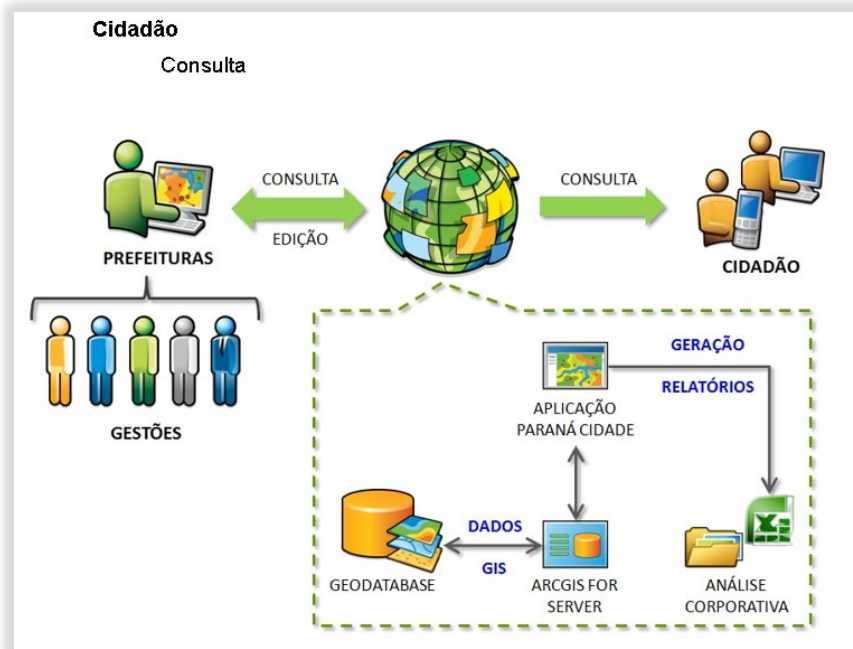 Cidadão
Consulta
CONSULTA
EDIÇÃO
CONSULTA
PREFEITURAS
CIDADÃO
GESTÕES
GERAÇÃO
RELATÓRIOS
APLICAÇÃO
PARANÁ CIDADE
DADOS
GIS
GEODATABASE
ARCGIS FOR
SERVER
ANÁLISE
CORPORATIVA